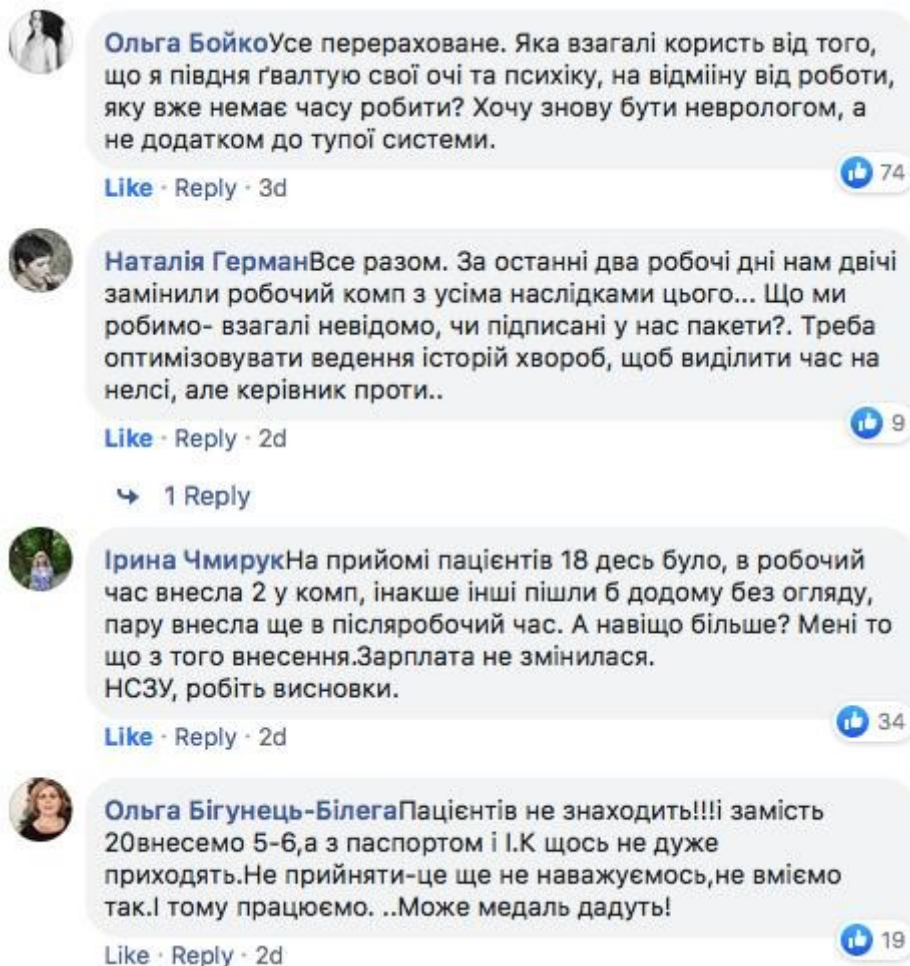 Ольга БойкоУсе перераховане. Яка взагалі користь від того,
що я півдня ґвалтую свої очі та психіку, на відмііну від роботи,
яку вже немає часу робити? Хочу знову бути неврологом, а
не додатком до тупої системи.
74
Like · Reply · 3d
Наталія ГерманВсе разом. За останні два робочі дні нам двічі
замінили робочий комп з усіма наслідками цього... Що ми
робимо- взагалі невідомо, чи підписані у нас пакети?. Треба
оптимізовувати ведення історій хвороб, щоб виділити час на
нелсі, але керівник проти..
9
Like · Reply · 2d
1 Reply
Ірина ЧмирукНа прийомі пацієнтів 18 десь було, в робочий
час внесла 2 у комп, інакше інші пішли б додому без огляду,
пару внесла ще в післяробочий час. А навіщо більше? Мені то
що з того внесення.Зарплата не змінилася.
НСЗУ, робіть висновки.
34
Like · Reply · 2d
Ольга Бігунець-БілегаПацієнтів не знаходить!!!і замість
20внесемо 5-6,а з паспортом і І.К щось не дуже
приходять.Не прийняти-це ще не наважуємось,не вміємо
так.І тому працюємо. ..Може медаль дадуть!
19
Like · Reply · 2d